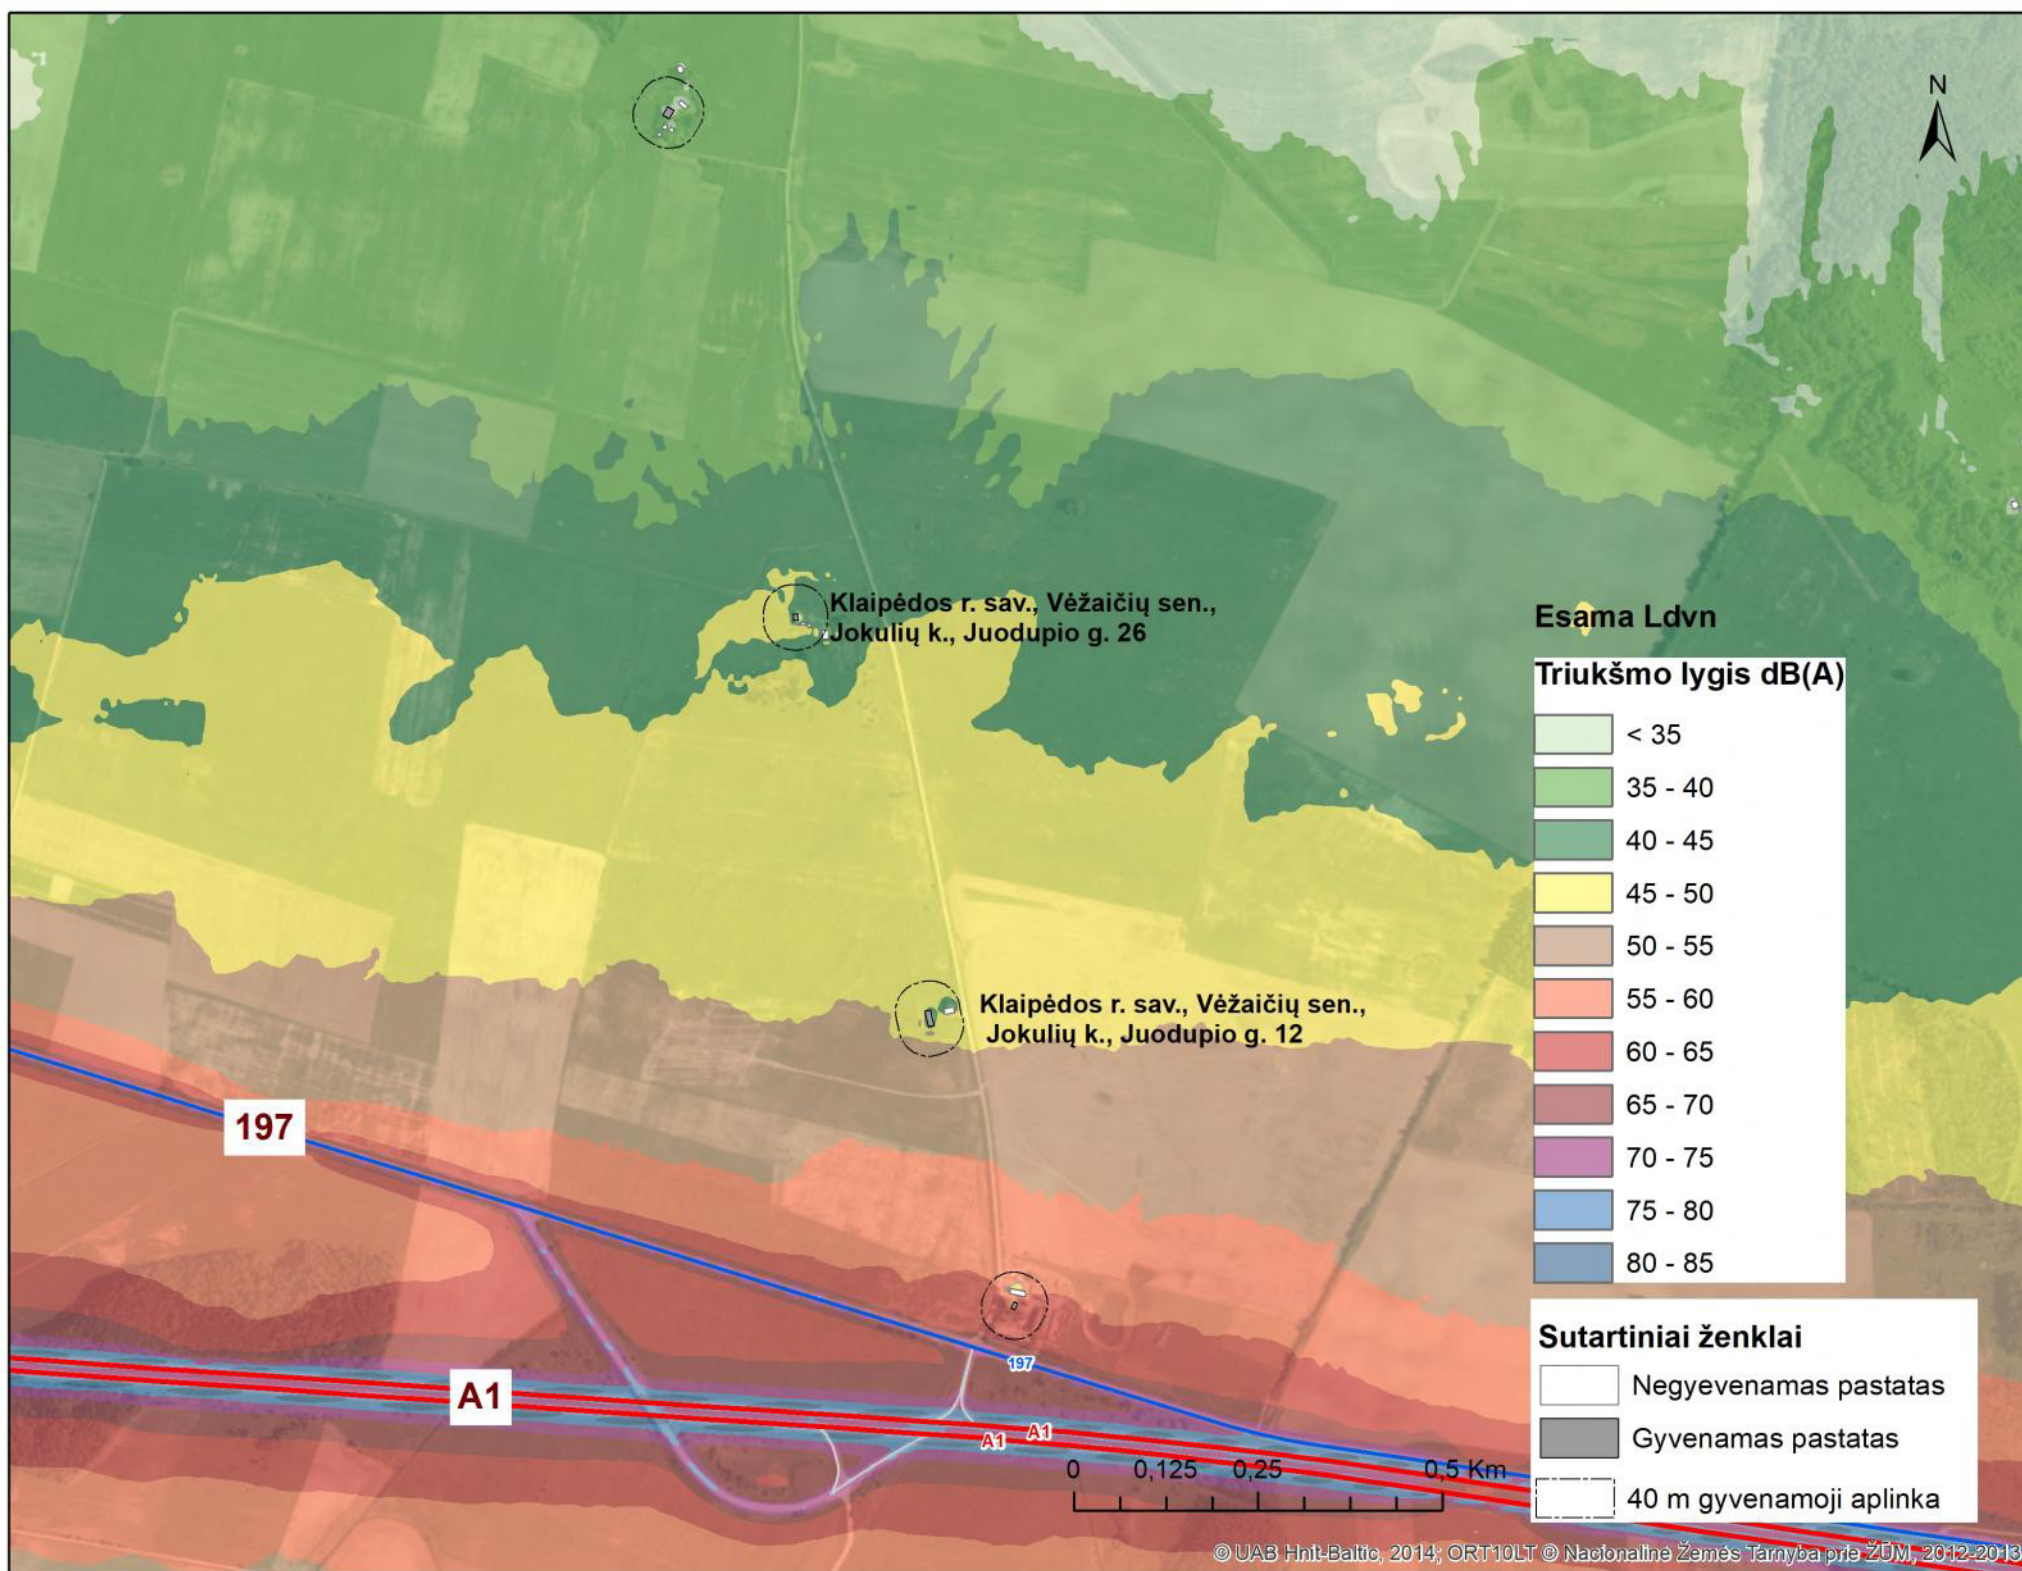 N
Klaipėdos r. sav., Vėžaičių sen.,
Jokulių k., Juodupio g. 26
Esama Ldvn
Triukšmo lygis dB(A)
< 35
35 - 40
40 - 45
45 - 50
50 - 55
55 - 60
60 - 65
65 - 70
70 - 75
75 - 80
80 - 85
Klaipėdos r. sav., Vėžaičių sen.,
Jokulių k., Juodupio g. 12
197
197
A1
A1
A1
Sutartiniai ženklai
Negyevenamas pastatas
Gyvenamas pastatas
40 m gyvenamoji aplinka
0 0,125 0,25 0,5 Km
© UAB Hnit-Baltic, 2014; ORT10LT © Nacionalinė Žemės Tarnyba prie ŽŪM, 2012-2013